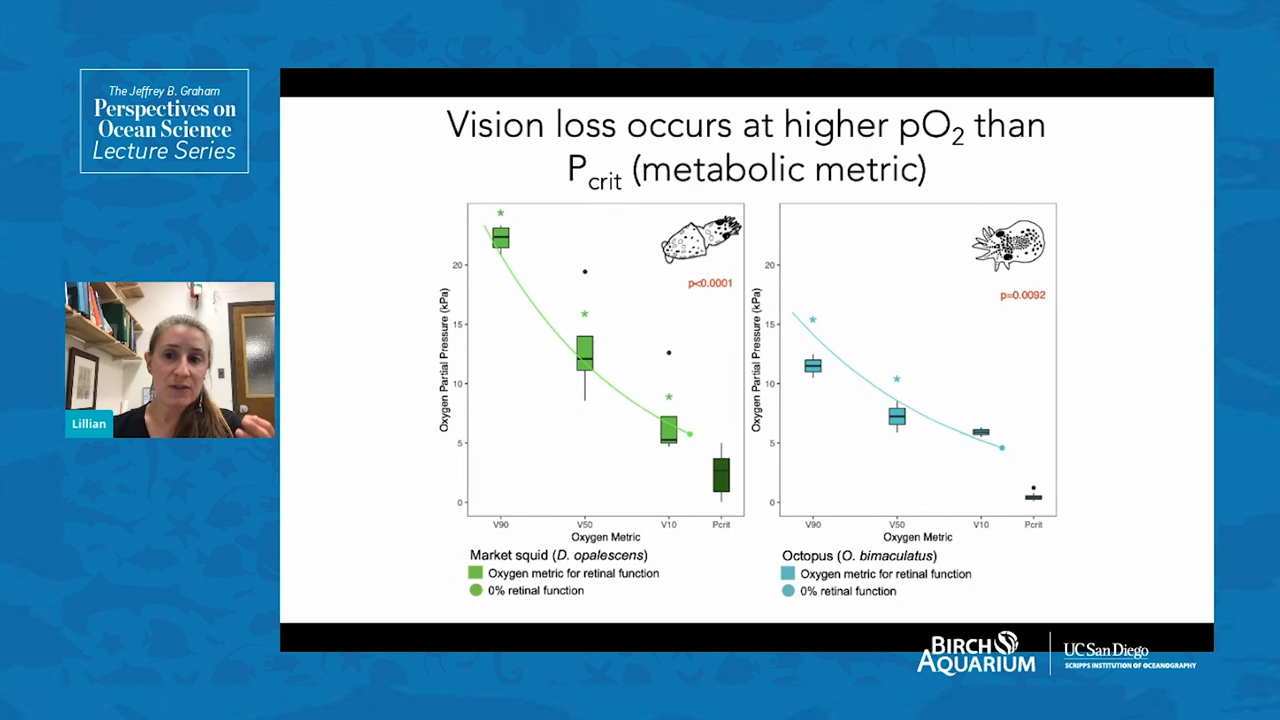 The Jeffrey B. Graham
Perspectives on
Ocean Science
Lecture Series
Vision loss occurs at higher pO2 than
Pcrit (metabolic metric)
*
*
*
p<0.0001
Oxygen Partial Pressure (kPa)
20
15
10
5
0
V90
V50
V10
Pcrit
Oxygen Metric
Market squid (D. opalescens)
Oxygen metric for retinal function
0% retinal function
*
*
p=0.0092
Oxygen Partial Pressure (kPa)
20
15
10
5
0
V90
V50
V10
Pcrit
Oxygen Metric
Octopus (O. bimaculatus)
Oxygen metric for retinal function
0% retinal function
Lillian
BIRCH
AQUARIUM
UC San Diego
SCRIPPS INSTITUTION OF OCEANOGRAPHY